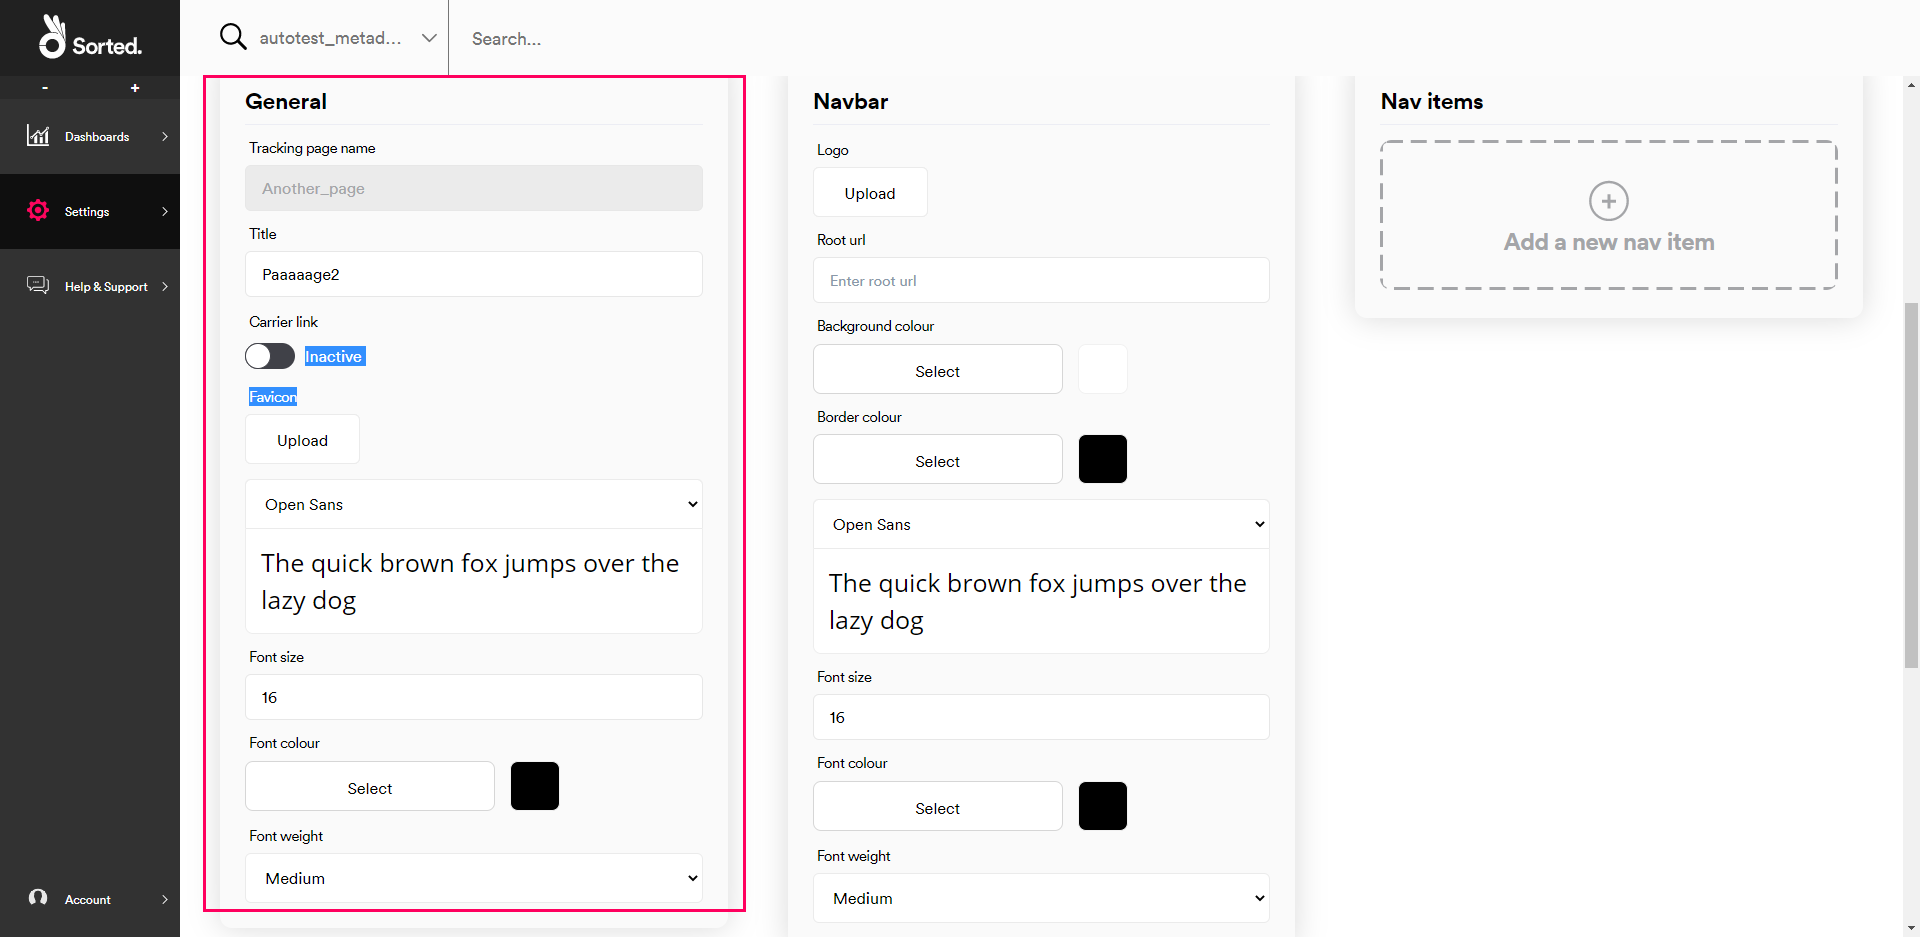 Sorted.
autotest_metad...
Search...
- +
Dashboards
Settings
Help & Support
Account
General
Tracking page name
Another_page
Title
Paaaaage2
Carrier link
Inactive
Favicon
Upload
Open Sans
The quick brown fox jumps over the
lazy dog
Font size
16
Font colour
Select
Font weight
Medium
Navbar
Logo
Upload
Root url
Enter root url
Background colour
Select
Border colour
Select
Open Sans
The quick brown fox jumps over the
lazy dog
Font size
16
Font colour
Select
Font weight
Medium
Nav items
Add a new nav item